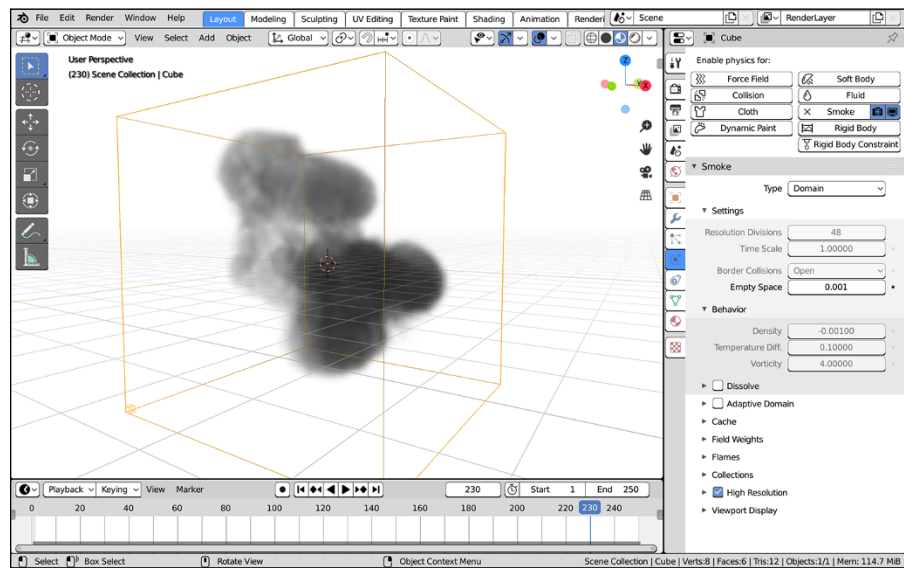 File Edit Render Window Help Layout Modeling Sculpting UV Editing Texture Paint Shading Animation Renderi Scene RenderLayer
Object Mode View Select Add Object Global Cube
User Perspective
(230) Scene Collection | Cube
Z
Y
X
Enable physics for:
Force Field Soft Body
Collision Fluid
Cloth Smoke
Dynamic Paint Rigid Body
Rigid Body Constraint
Smoke
Type Domain
Settings
Resolution Divisions 48
Time Scale 1.00000
Border Collisions Open
Empty Space 0.001
Behavior
Density -0.00100
Temperature Diff. 0.10000
Vorticity 4.00000
Dissolve
Adaptive Domain
Cache
Field Weights
Flames
Collections
High Resolution
Viewport Display
Playback Keying View Marker 230 Start 1 End 250
0 20 40 60 80 100 120 140 160 180 200 220 230 240
Select Box Select Rotate View Object Context Menu Scene Collection | Cube | Verts:8 | Faces:6 | Tris:12 | Objects:1/1 | Mem: 114.7 MiB